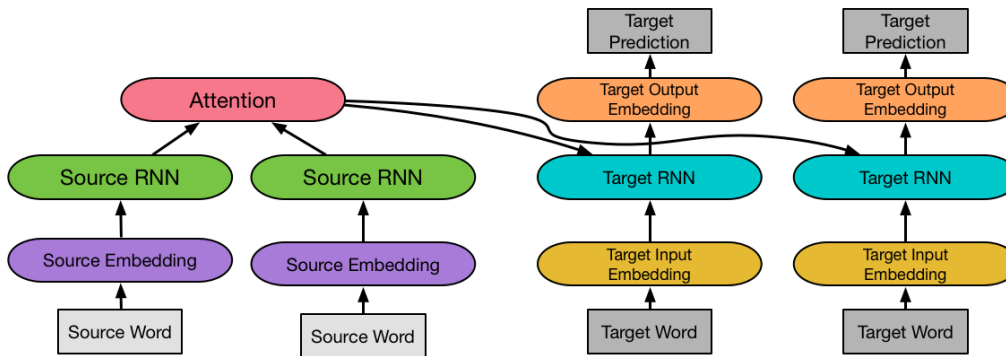 Target
Prediction
Target
Prediction
Attention
Target Output
Embedding
Target Output
Embedding
Source RNN
Source RNN
Target RNN
Target RNN
Source Embedding
Source Embedding
Target Input
Embedding
Target Input
Embedding
Source Word
Source Word
Target Word
Target Word